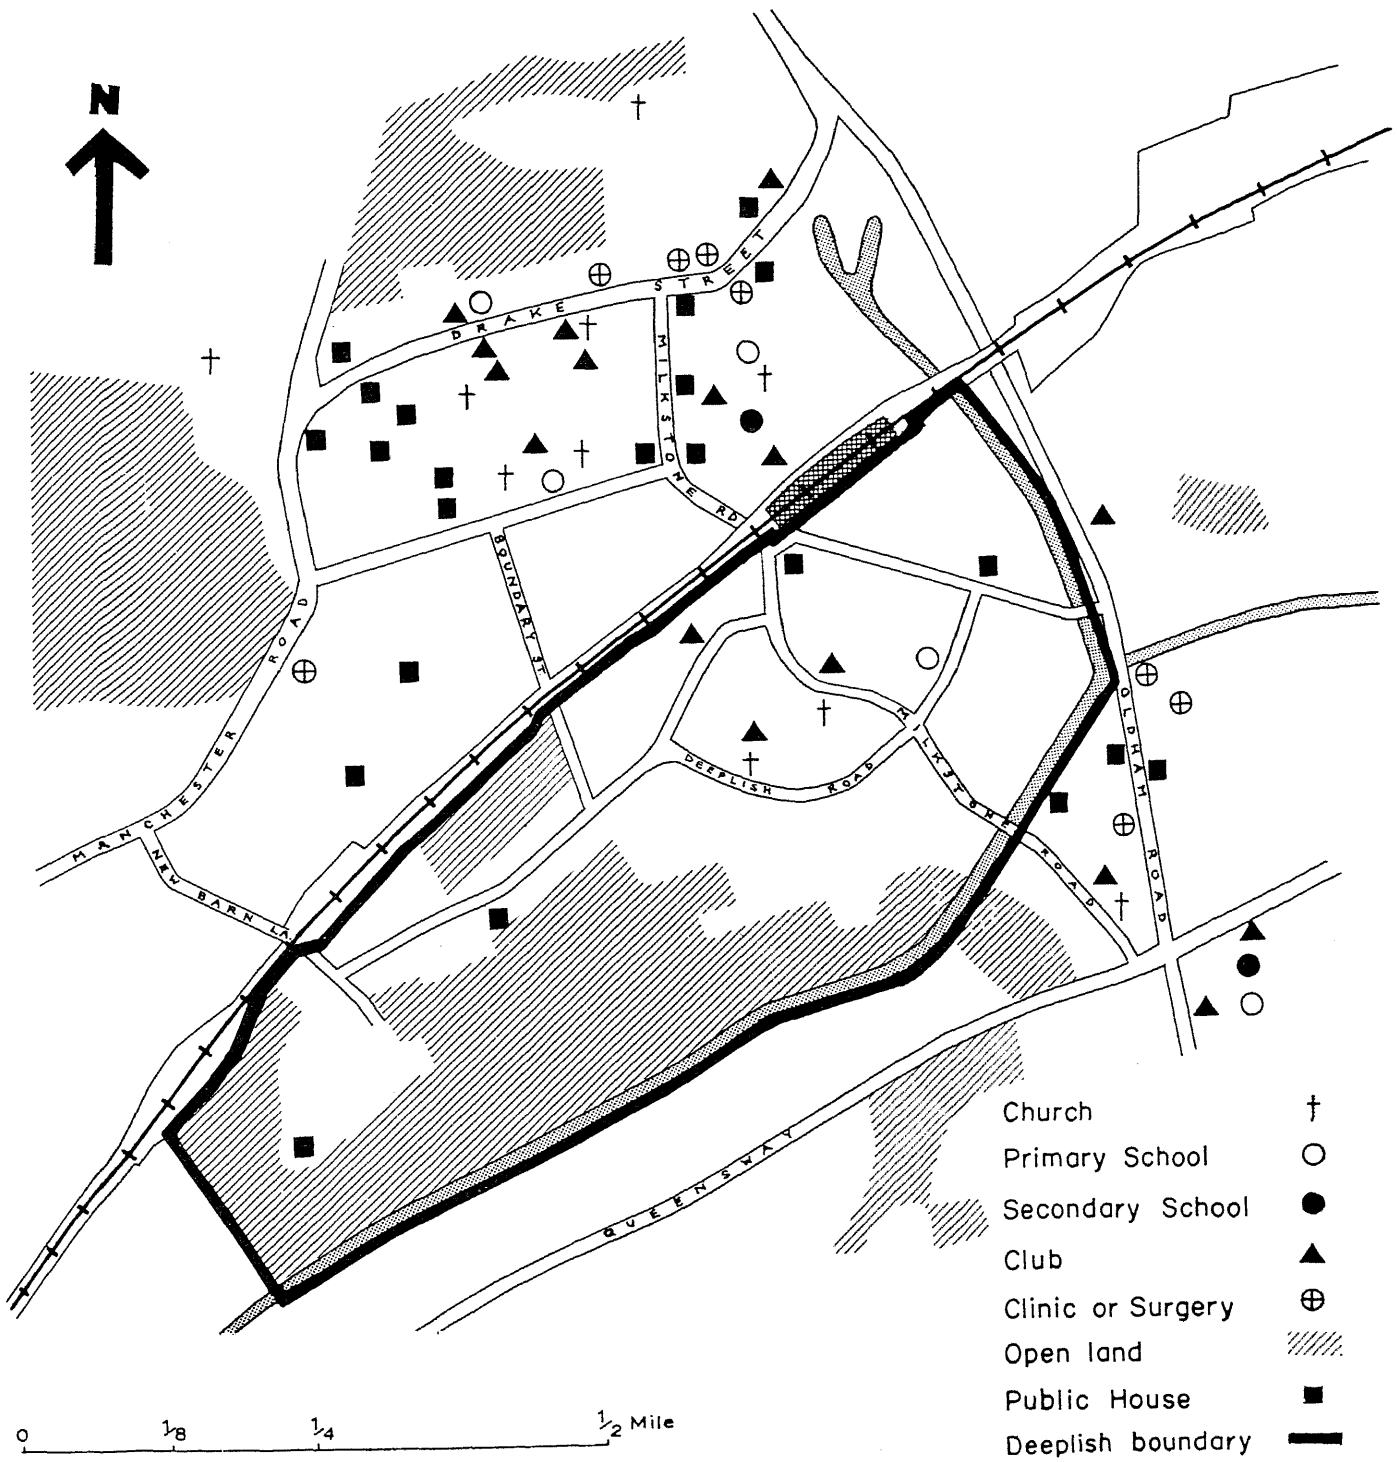 N
DRAKE STREET
MILKSTONE RD
BOUNDARY ST
MANCHESTER ROAD
NEW BARN LA.
DEEPLISH ROAD
MILKSTONE ROAD
OLDHAM ROAD
QUEENSWAY
Church
Primary School
Secondary School
Club
Clinic or Surgery
Open land
Public House
Deeplish boundary
0 1/8 1/4 1/2 Mile